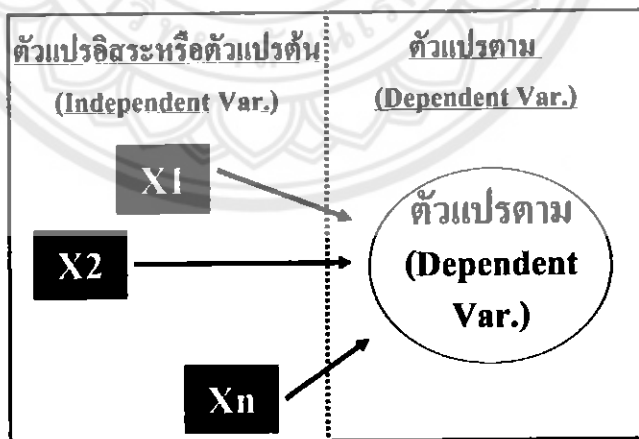 ตัวแปรอิสระหรือตัวแปรต้น
(Independent Var.)
ตัวแปรตาม
(Dependent Var.)
X1
X2
Xn
ตัวแปรตาม
(Dependent
Var.)